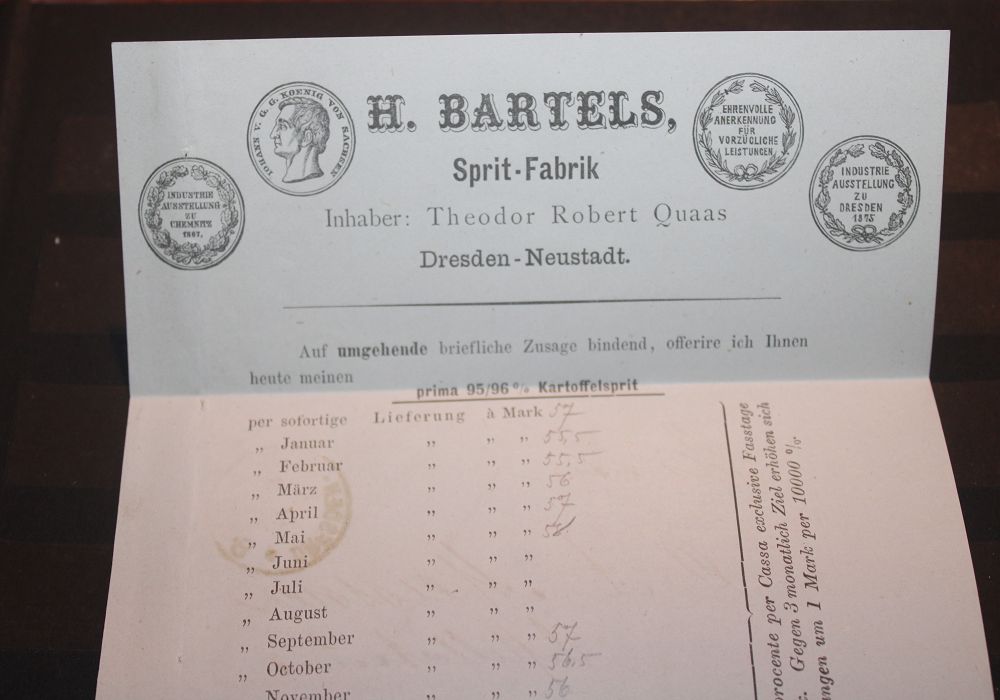 H. BARTELS,
Sprit-Fabrik
Inhaber: Theodor Robert Quaas
Dresden-Neustadt.
JOHANN V. G. G. KOENIG VON SACHSEN
INDUSTRIE
AUSSTELLUNG
ZU
CHEMNITZ
1867.
EHRENVOLLE
ANERKENNUNG
FÜR
VORZÜGLICHE
LEISTUNGEN
INDUSTRIE
AUSSTELLUNG
ZU
DRESDEN
1875
Auf umgehende briefliche Zusage bindend, offerire ich Ihnen
heute meinen
prima 95/96 % Kartoffelsprit
per sofortige Lieferung à Mark 57
„ Januar „ „ „ 55,5
„ Februar „ „ „ 55,5
„ März „ „ „ 56
„ April „ „ „ 57
„ Mai „ „ „ 58
„ Juni „ „ „
„ Juli „ „ „
„ August „ „ „
„ September „ „ „ 57
„ October „ „ „ 56,5
„ November „ „ „ 56
rocente per Cassa exclusive Fasstage
. Gegen 3 monatlich Ziel erhöhen sich
ngen um 1 Mark per 10000 %